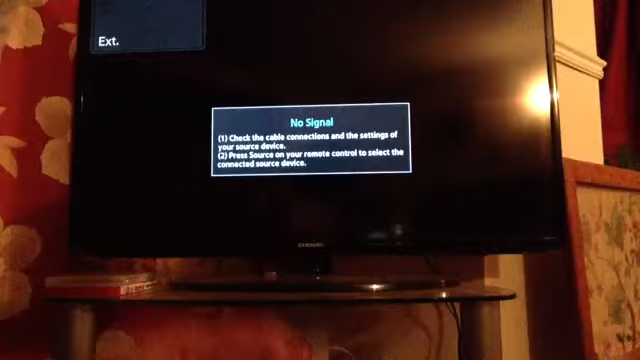 Ext.
No Signal
(1) Check the cable connections and the settings of
your source device.
(2) Press Source on your remote control to select the
connected source device.
SAMSUNG